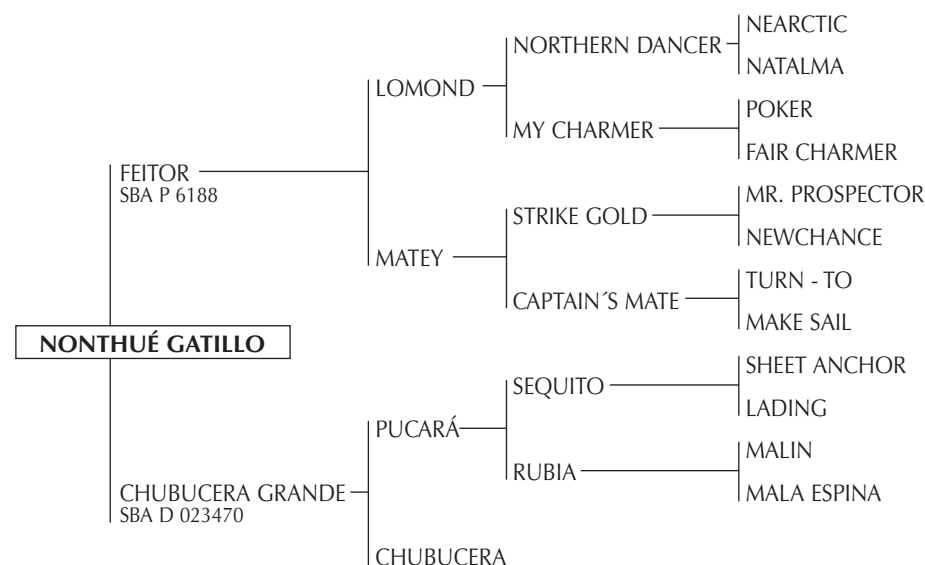 NEARCTIC
NORTHERN DANCER
NATALMA
LOMOND
POKER
MY CHARMER
FAIR CHARMER
FEITOR
SBA P 6188
MR. PROSPECTOR
STRIKE GOLD
NEWCHANCE
MATEY
TURN - TO
CAPTAIN´S MATE
MAKE SAIL
NONTHUÉ GATILLO
SHEET ANCHOR
SEQUITO
LADING
PUCARÁ
MALIN
RUBIA
MALA ESPINA
CHUBUCERA GRANDE
SBA D 023470
CHUBUCERA